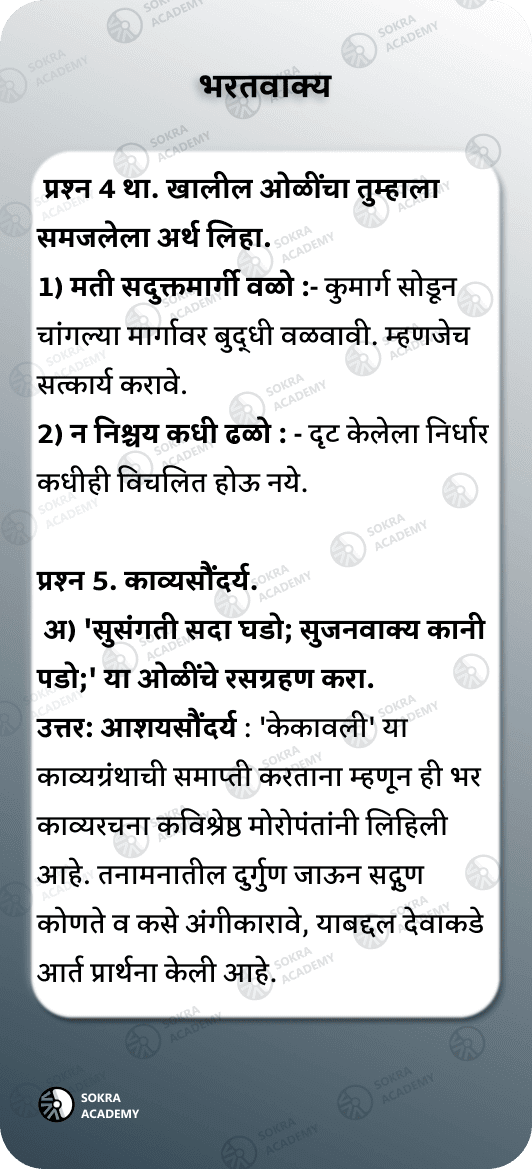 भरतवाक्य
प्रश्न 4 था. खालील ओळींचा तुम्हाला
समजलेला अर्थ लिहा.
1) मती सदुक्तमार्गी वळो :- कुमार्ग सोडून
चांगल्या मार्गावर बुद्धी वळवावी. म्हणजेच
सत्कार्य करावे.
2) न निश्चय कधी ढळो : - दृट केलेला निर्धार
कधीही विचलित होऊ नये.
प्रश्न 5. काव्यसौंदर्य.
अ) 'सुसंगती सदा घडो; सुजनवाक्य कानी
पडो;' या ओळींचे रसग्रहण करा.
उत्तर: आशयसौंदर्य : 'केकावली' या
काव्यग्रंथाची समाप्ती करताना म्हणून ही भर
काव्यरचना कविश्रेष्ठ मोरोपंतांनी लिहिली
आहे. तनामनातील दुर्गुण जाऊन सद्गुण
कोणते व कसे अंगीकारावे, याबद्दल देवाकडे
आर्त प्रार्थना केली आहे.
SOKRA
ACADEMY